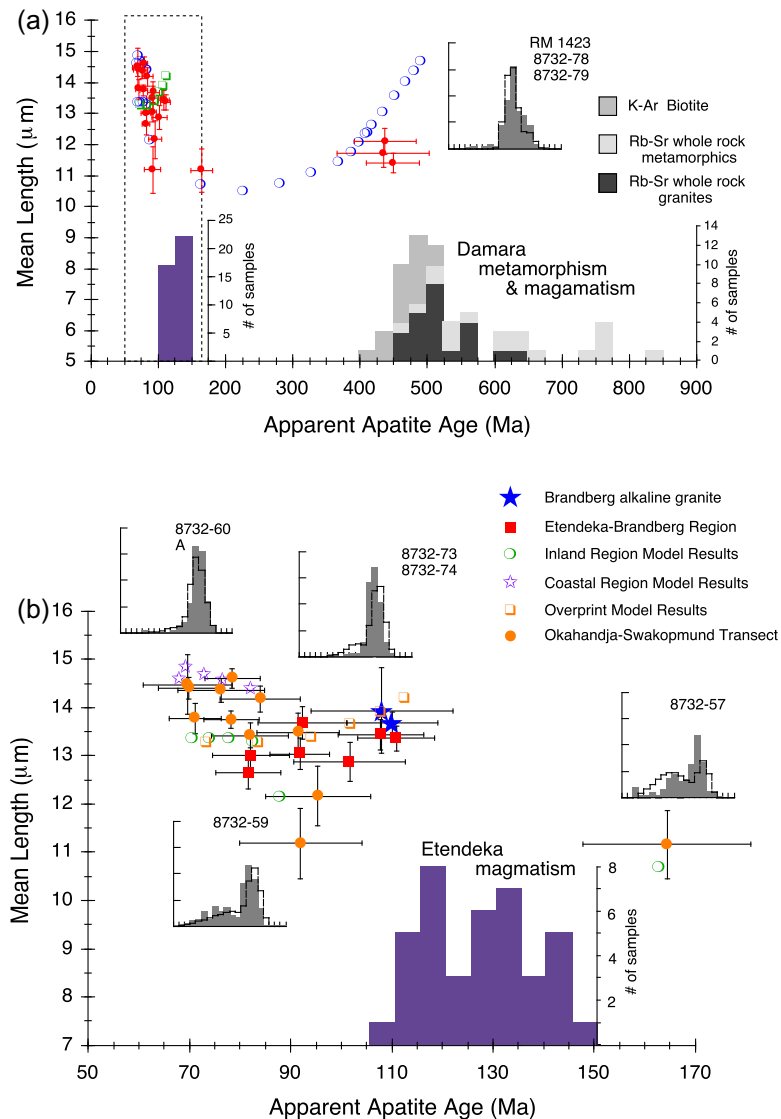 (a)
16
15
14
13
12
11
10
9
8
7
6
5
Mean Length (μm)
RM 1423
8732-78
8732-79
K-Ar Biotite
Rb-Sr whole rock
metamorphics
Rb-Sr whole rock
granites
25
20
15
10
5
0
# of samples
Damara
metamorphism
& magamatism
14
12
10
8
6
4
2
0
# of samples
0 100 200 300 400 500 600 700 800 900
Apparent Apatite Age (Ma)
Brandberg alkaline granite
Etendeka-Brandberg Region
Inland Region Model Results
Coastal Region Model Results
Overprint Model Results
Okahandja-Swakopmund Transect
8732-60
A
8732-73
8732-74
(b)
16
15
14
13
12
11
10
9
8
7
Mean Length (μm)
8732-57
8732-59
Etendeka
magmatism
8
6
4
2
# of samples
50 70 90 110 130 150 170
Apparent Apatite Age (Ma)